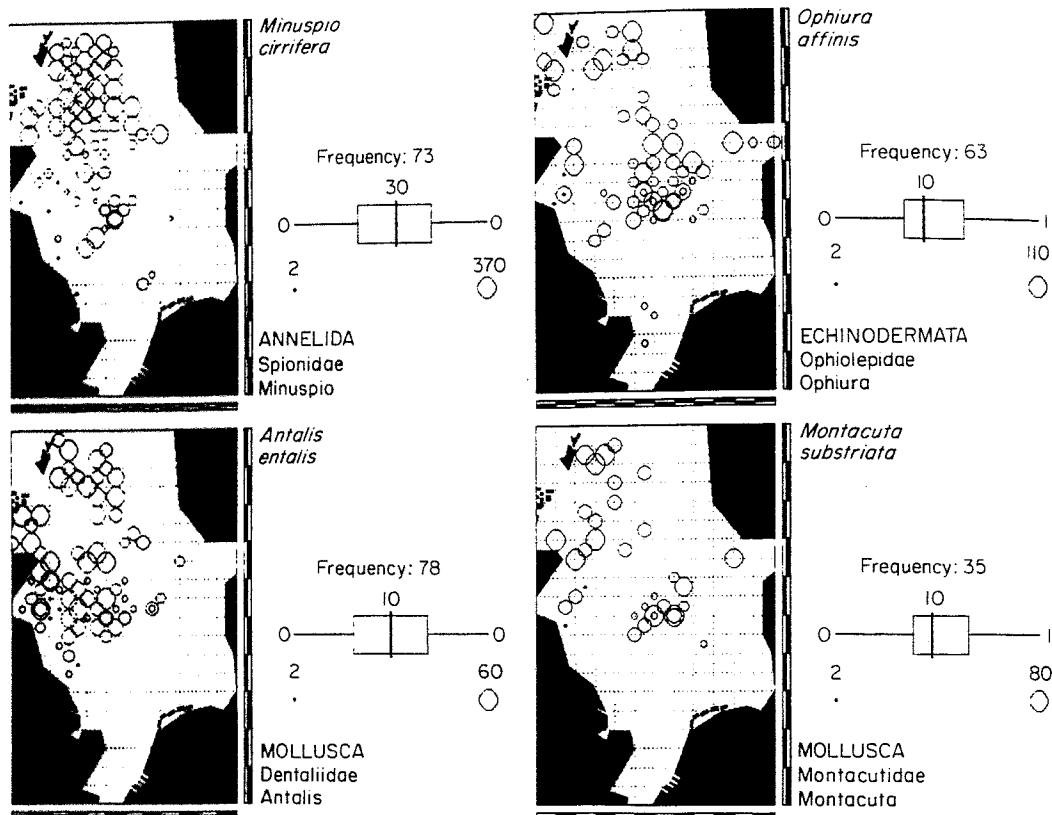 Minuspio
cirrifera
Frequency: 73
30
0 0
2 370
ANNELIDA
Spionidae
Minuspio
Ophiura
affinis
Frequency: 63
10
0 1
2 110
ECHINODERMATA
Ophiolepidae
Ophiura
Antalis
entalis
Frequency: 78
10
0 0
2 60
MOLLUSCA
Dentaliidae
Antalis
Montacuta
substriata
Frequency: 35
10
0 1
2 80
MOLLUSCA
Montacutidae
Montacuta